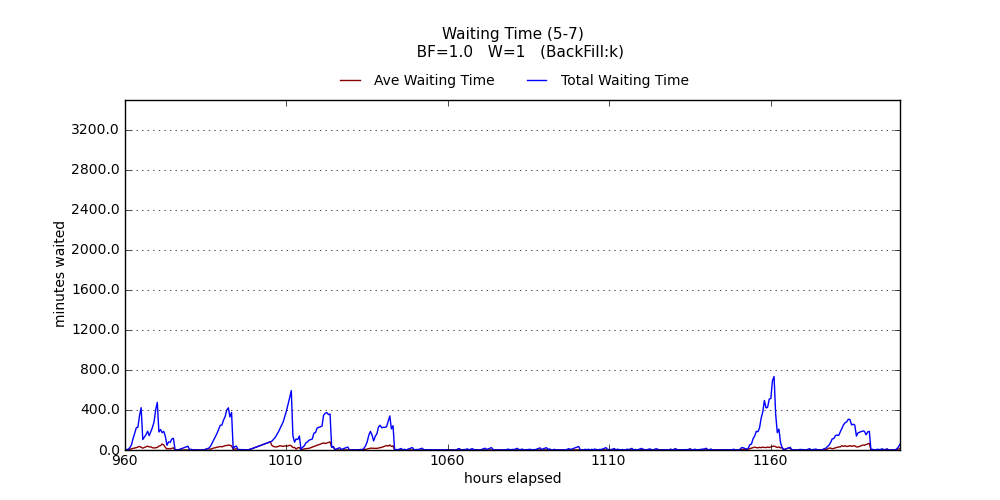 Waiting Time (5-7)
BF=1.0 W=1 (BackFill:k)
Ave Waiting Time
Total Waiting Time
3200.0
2800.0
2400.0
2000.0
1600.0
1200.0
800.0
400.0
0.0
minutes waited
960 1010 1060 1110 1160
hours elapsed